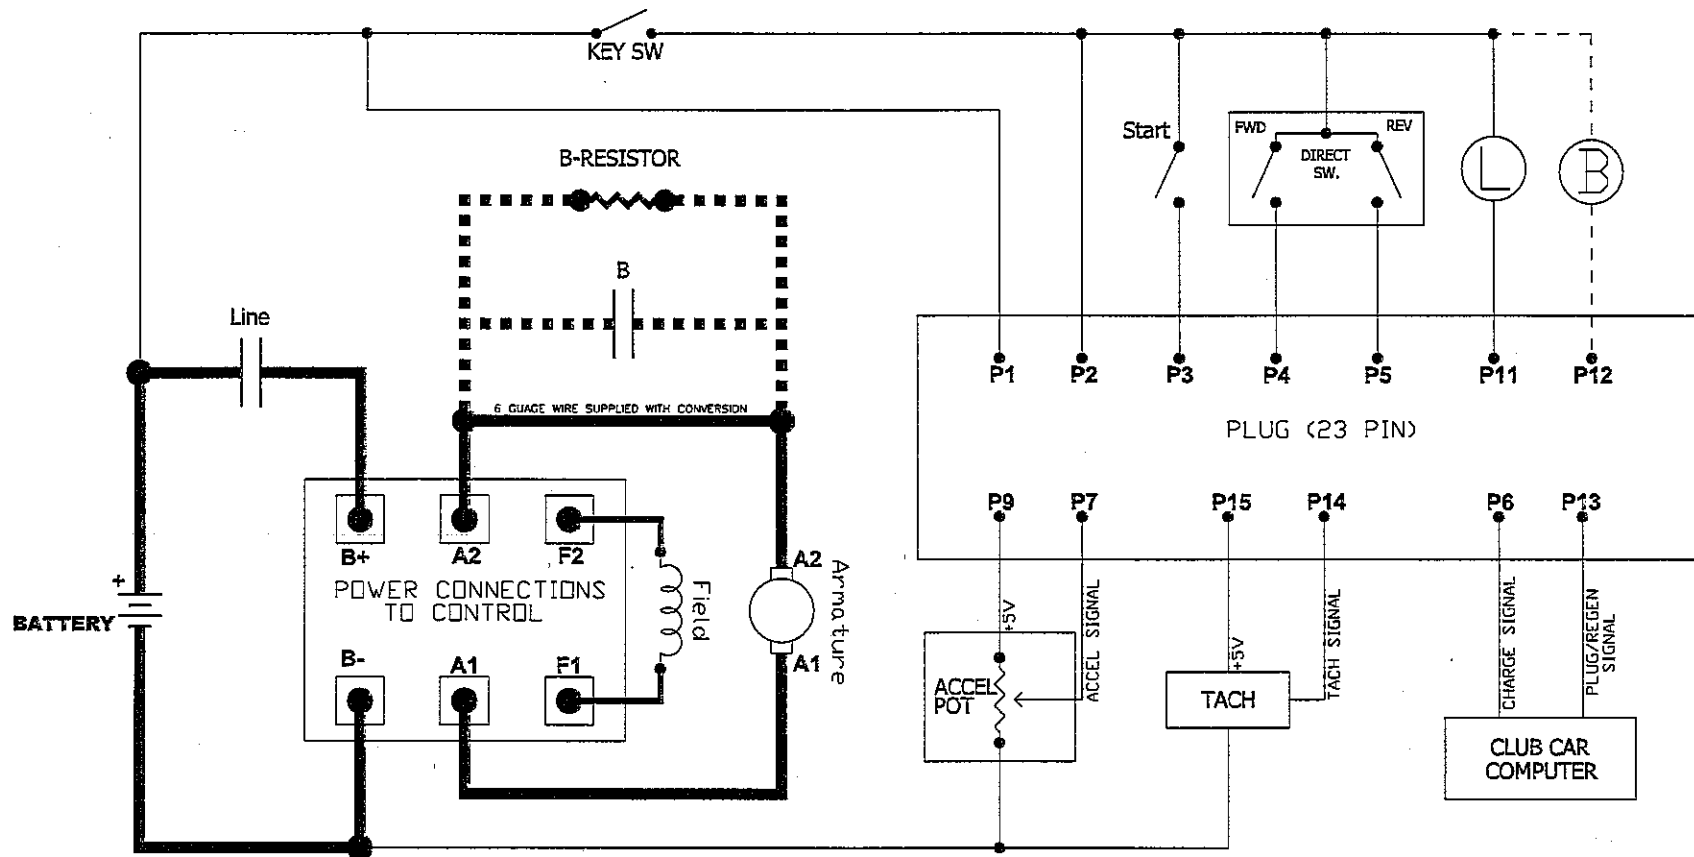 KEY SW
B-RESISTOR
Start
FWD
REV
DIRECT
SW.
L
B
B
Line
P1
P2
P3
P4
P5
P11
P12
6 GUAGE WIRE SUPPLIED WITH CONVERSION
PLUG (23 PIN)
P9
P7
P15
P14
P6
P13
B+
A2
F2
A2
Armature
POWER CONNECTIONS
TO CONTROL
Field
+
BATTERY
B-
A1
F1
A1
+5V
ACCEL SIGNAL
+5V
TACH SIGNAL
CHARGE SIGNAL
PLUG/REGEN
SIGNAL
ACCEL
POT
TACH
CLUB CAR
COMPUTER